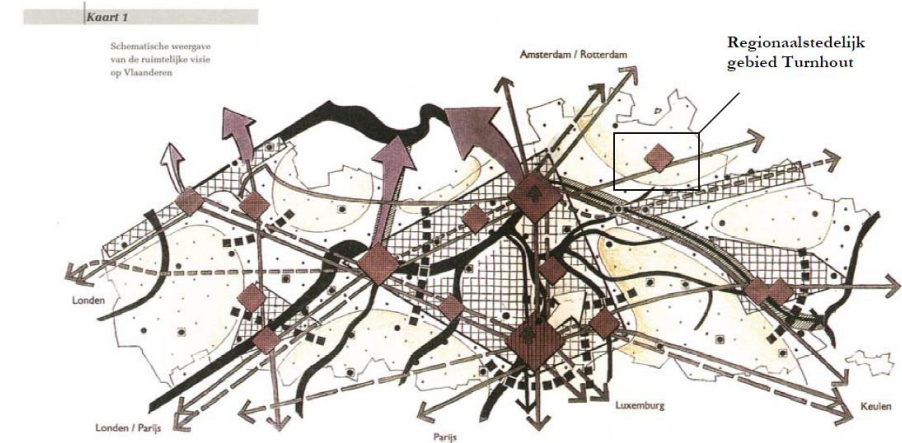 Kaart 1
Schematische weergave
van de ruimtelijke visie
op Vlaanderen
Amsterdam / Rotterdam
Regionaalstedelijk
gebied Turnhout
Londen
Londen / Parijs
Parijs
Luxemburg
Keulen